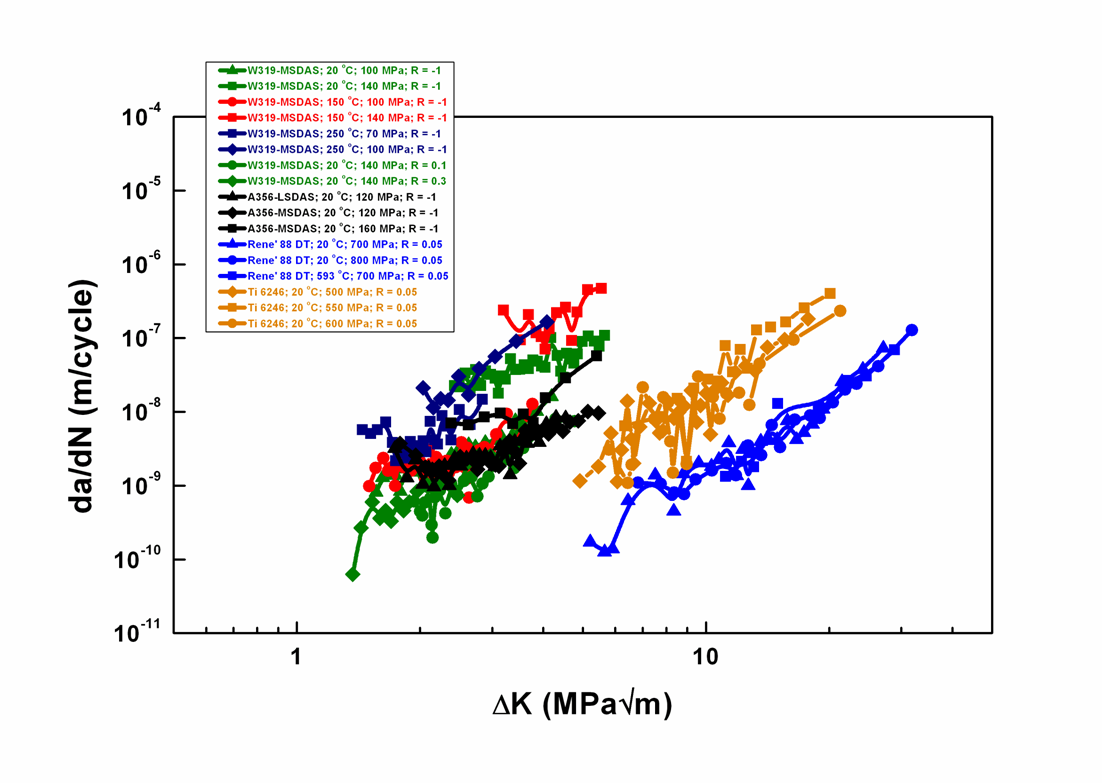 W319-MSDAS; 20 °C; 100 MPa; R = -1
W319-MSDAS; 20 °C; 140 MPa; R = -1
W319-MSDAS; 150 °C; 100 MPa; R = -1
W319-MSDAS; 150 °C; 140 MPa; R = -1
W319-MSDAS; 250 °C; 70 MPa; R = -1
W319-MSDAS; 250 °C; 100 MPa; R = -1
W319-MSDAS; 20 °C; 140 MPa; R = 0.1
W319-MSDAS; 20 °C; 140 MPa; R = 0.3
A356-LSDAS; 20 °C; 120 MPa; R = -1
A356-MSDAS; 20 °C; 120 MPa; R = -1
A356-MSDAS; 20 °C; 160 MPa; R = -1
Rene' 88 DT; 20 °C; 700 MPa; R = 0.05
Rene' 88 DT; 20 °C; 800 MPa; R = 0.05
Rene' 88 DT; 593 °C; 700 MPa; R = 0.05
Ti 6246; 20 °C; 500 MPa; R = 0.05
Ti 6246; 20 °C; 550 MPa; R = 0.05
Ti 6246; 20 °C; 600 MPa; R = 0.05
10⁻⁴
10⁻⁵
10⁻⁶
10⁻⁷
10⁻⁸
10⁻⁹
10⁻¹⁰
10⁻¹¹
da/dN (m/cycle)
1 10
ΔK (MPa√m)